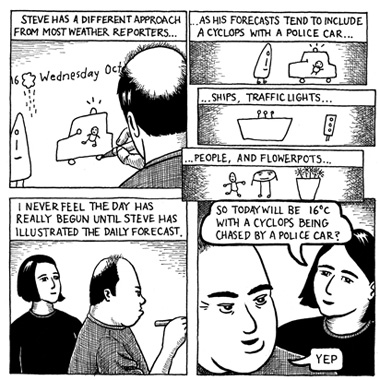 STEVE HAS A DIFFERENT APPROACH
FROM MOST WEATHER REPORTERS...
16 Wednesday Oct
...AS HIS FORECASTS TEND TO INCLUDE
A CYCLOPS WITH A POLICE CAR...
...SHIPS, TRAFFIC LIGHTS...
...PEOPLE, AND FLOWERPOTS...
I NEVER FEEL THE DAY HAS
REALLY BEGUN UNTIL STEVE HAS
ILLUSTRATED THE DAILY FORECAST.
SO TODAY WILL BE 16°C
WITH A CYCLOPS BEING
CHASED BY A POLICE CAR?
YEP